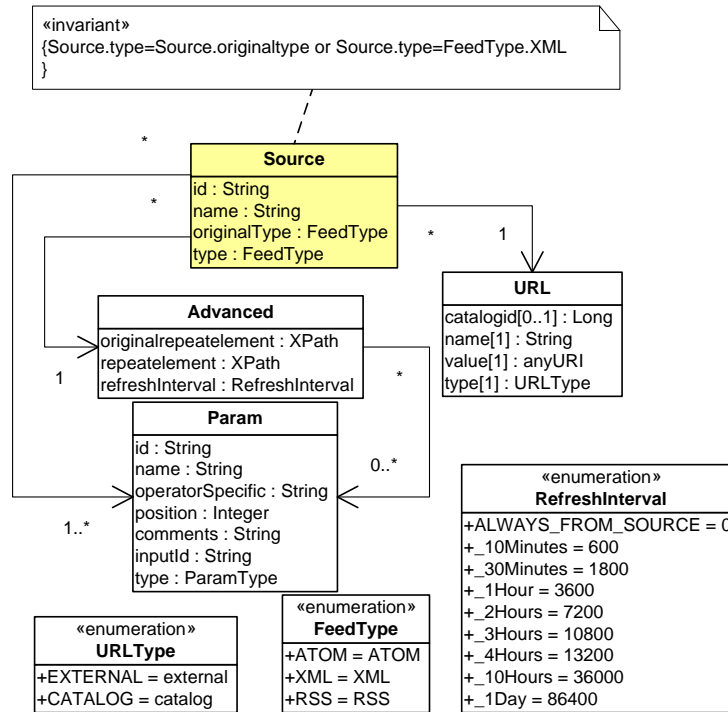 «invariant»
{Source.type=Source.originaltype or Source.type=FeedType.XML
}
*
Source
id : String
name : String
originalType : FeedType
type : FeedType
*
*
1
URL
catalogid[0..1] : Long
name[1] : String
value[1] : anyURI
type[1] : URLType
Advanced
originalrepeatelement : XPath
repeatelement : XPath
refreshInterval : RefreshInterval
1
*
Param
id : String
name : String
operatorSpecific : String
position : Integer
comments : String
inputId : String
type : ParamType
0..*
1..*
«enumeration»
RefreshInterval
+ALWAYS_FROM_SOURCE = 0
+_10Minutes = 600
+_30Minutes = 1800
+_1Hour = 3600
+_2Hours = 7200
+_3Hours = 10800
+_4Hours = 13200
+_10Hours = 36000
+_1Day = 86400
«enumeration»
URLType
+EXTERNAL = external
+CATALOG = catalog
«enumeration»
FeedType
+ATOM = ATOM
+XML = XML
+RSS = RSS